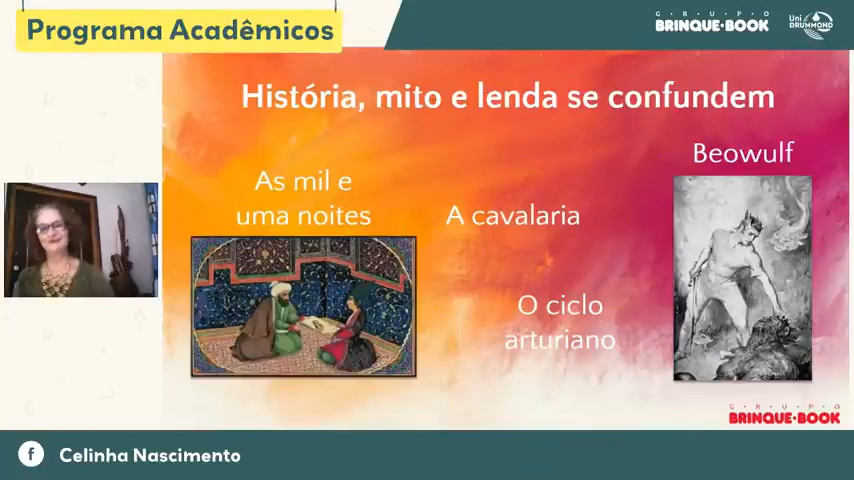 Programa Acadêmicos
GRUPO
BRINQUE-BOOK
Uni
DRUMMOND
História, mito e lenda se confundem
Beowulf
As mil e
uma noites
A cavalaria
O ciclo
arturiano
GRUPO
BRINQUE-BOOK
f
Celinha Nascimento